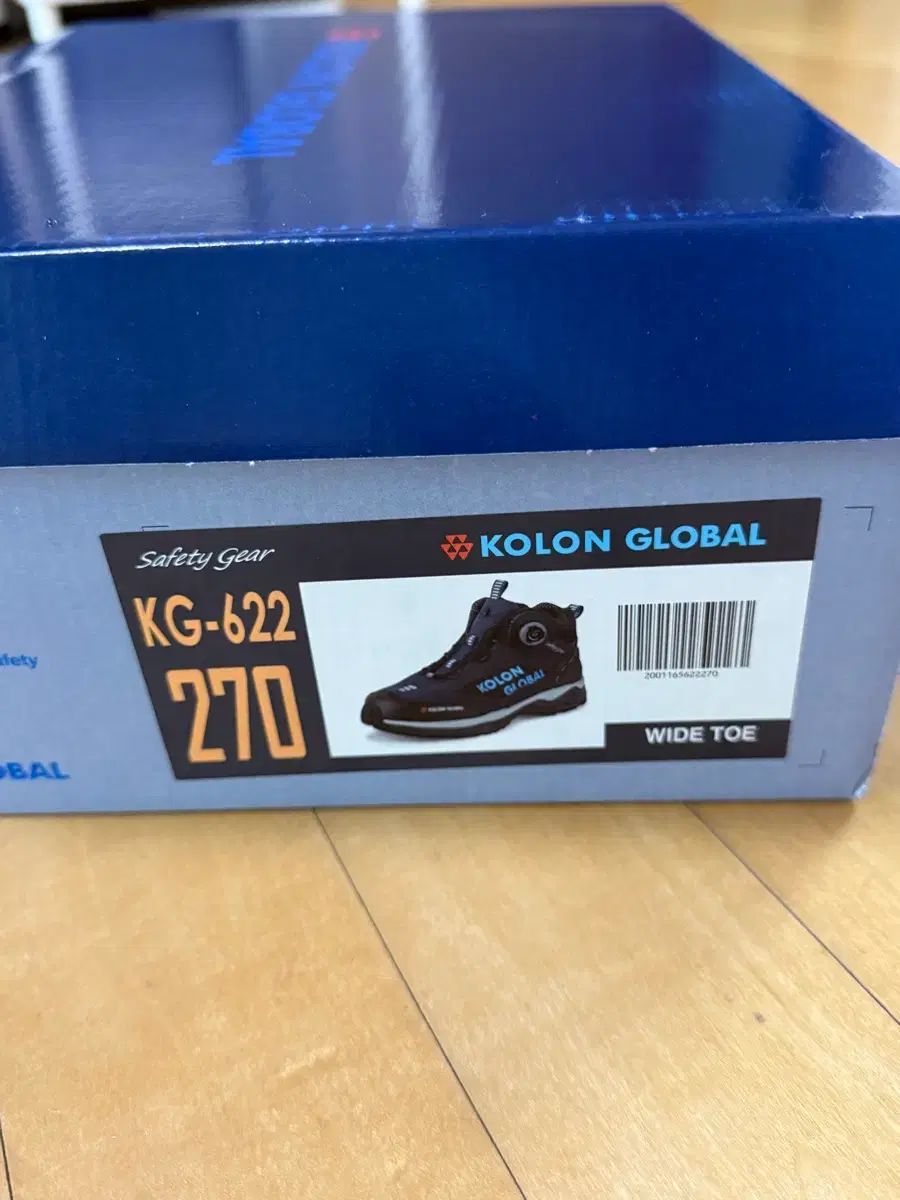 Safety Gear
KOLON GLOBAL
KG-622
270
KOLON
GLOBAL
2001165622270
WIDE TOE
afety
OBAL